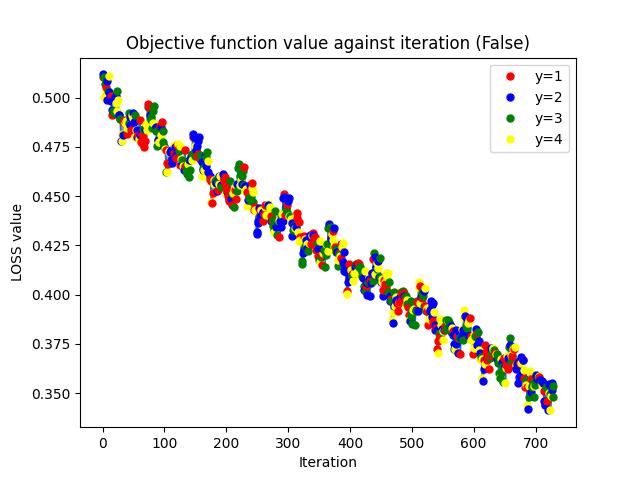 Objective function value against iteration (False)
y=1
y=2
y=3
y=4
LOSS value
0.500
0.475
0.450
0.425
0.400
0.375
0.350
0 100 200 300 400 500 600 700
Iteration